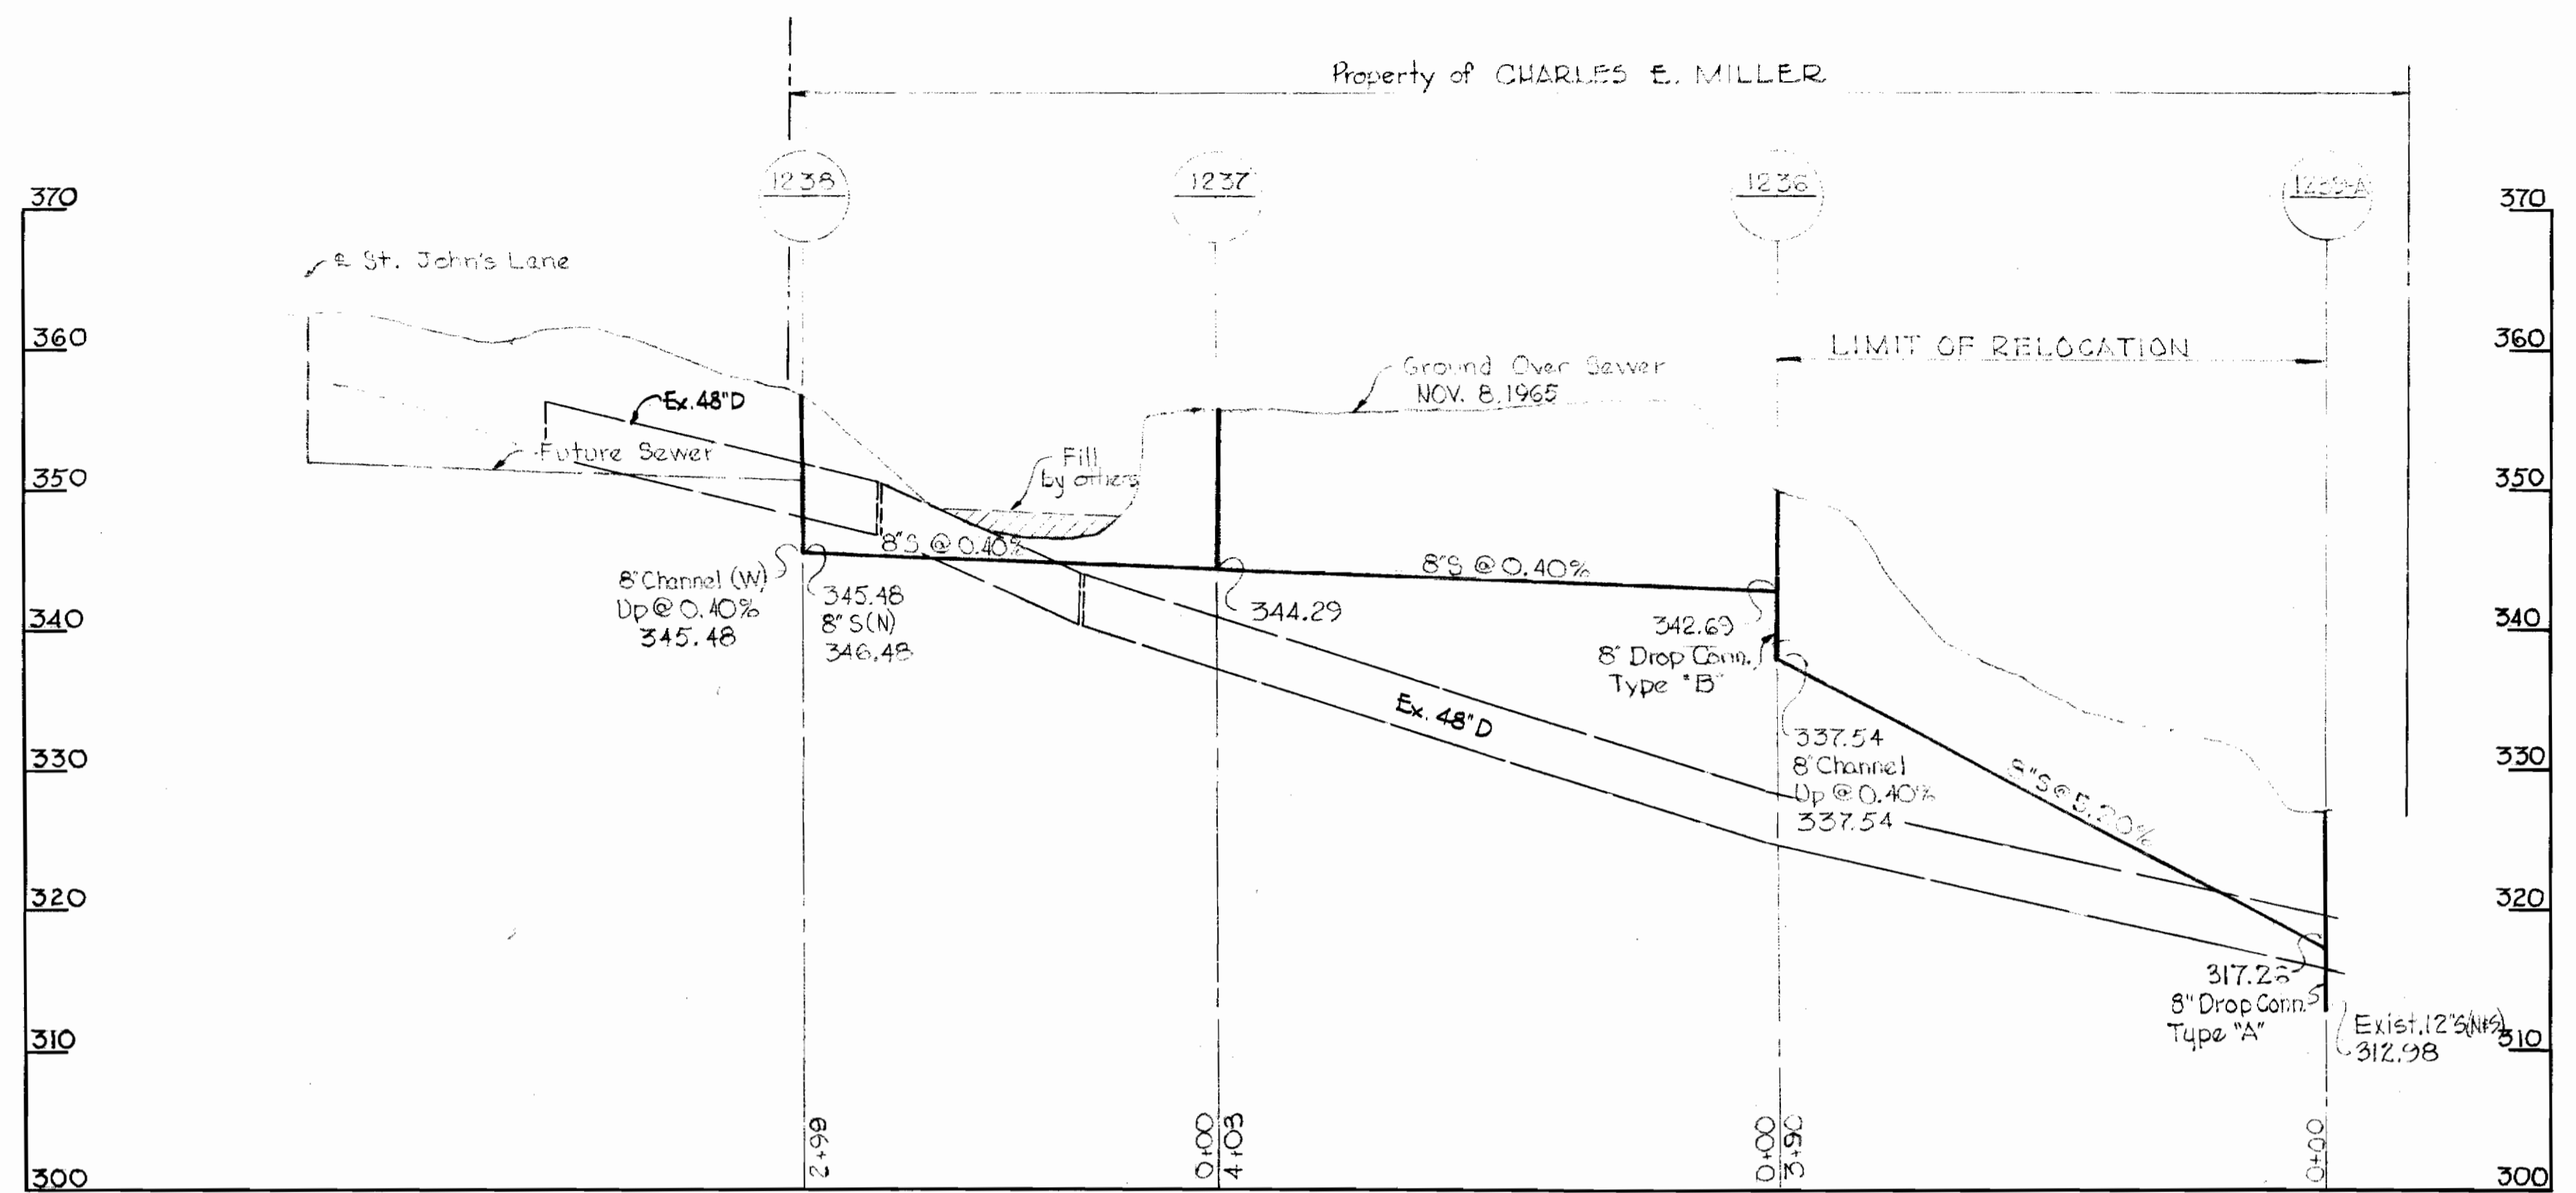 Property of CHARLES E. MILLER
1238
1237
1236
370
370
℄ St. John's Lane
360
LIMIT OF RELOCATION
360
Ground Over Sewer
NOV. 8, 1965
Ex. 48"D
Future Sewer
Fill
by others
350
350
8"S @ 0.40%
8"S @ 0.40%
8"Channel (W)
Up @ 0.40%
345.48
345.48
8"S(N)
346.48
344.29
342.69
8" Drop Conn.
Type "B"
340
340
Ex. 48"D
337.54
8"Channel
Up @ 0.40%
337.54
8"S @ 5.20%
330
330
320
320
317.26
8" Drop Conn.
Type "A"
Exist. 12"S(N&S)
312.98
310
310
2+99
0+00
4+03
0+00
3+90
0+00
300
300